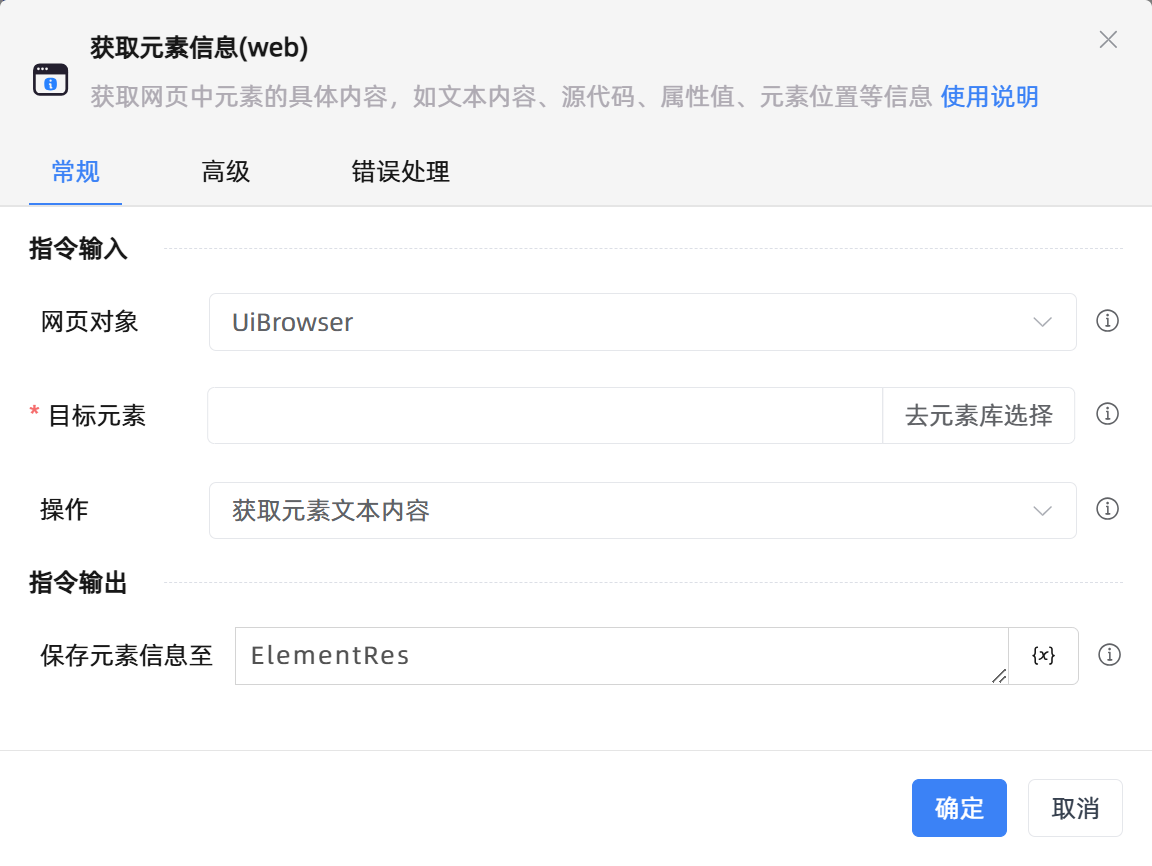 获取元素信息(web)
获取网页中元素的具体内容，如文本内容、源代码、属性值、元素位置等信息 使用说明
常规 高级 错误处理
指令输入
网页对象 UiBrowser
* 目标元素 去元素库选择
操作 获取元素文本内容
指令输出
保存元素信息至 ElementRes {x}
确定 取消